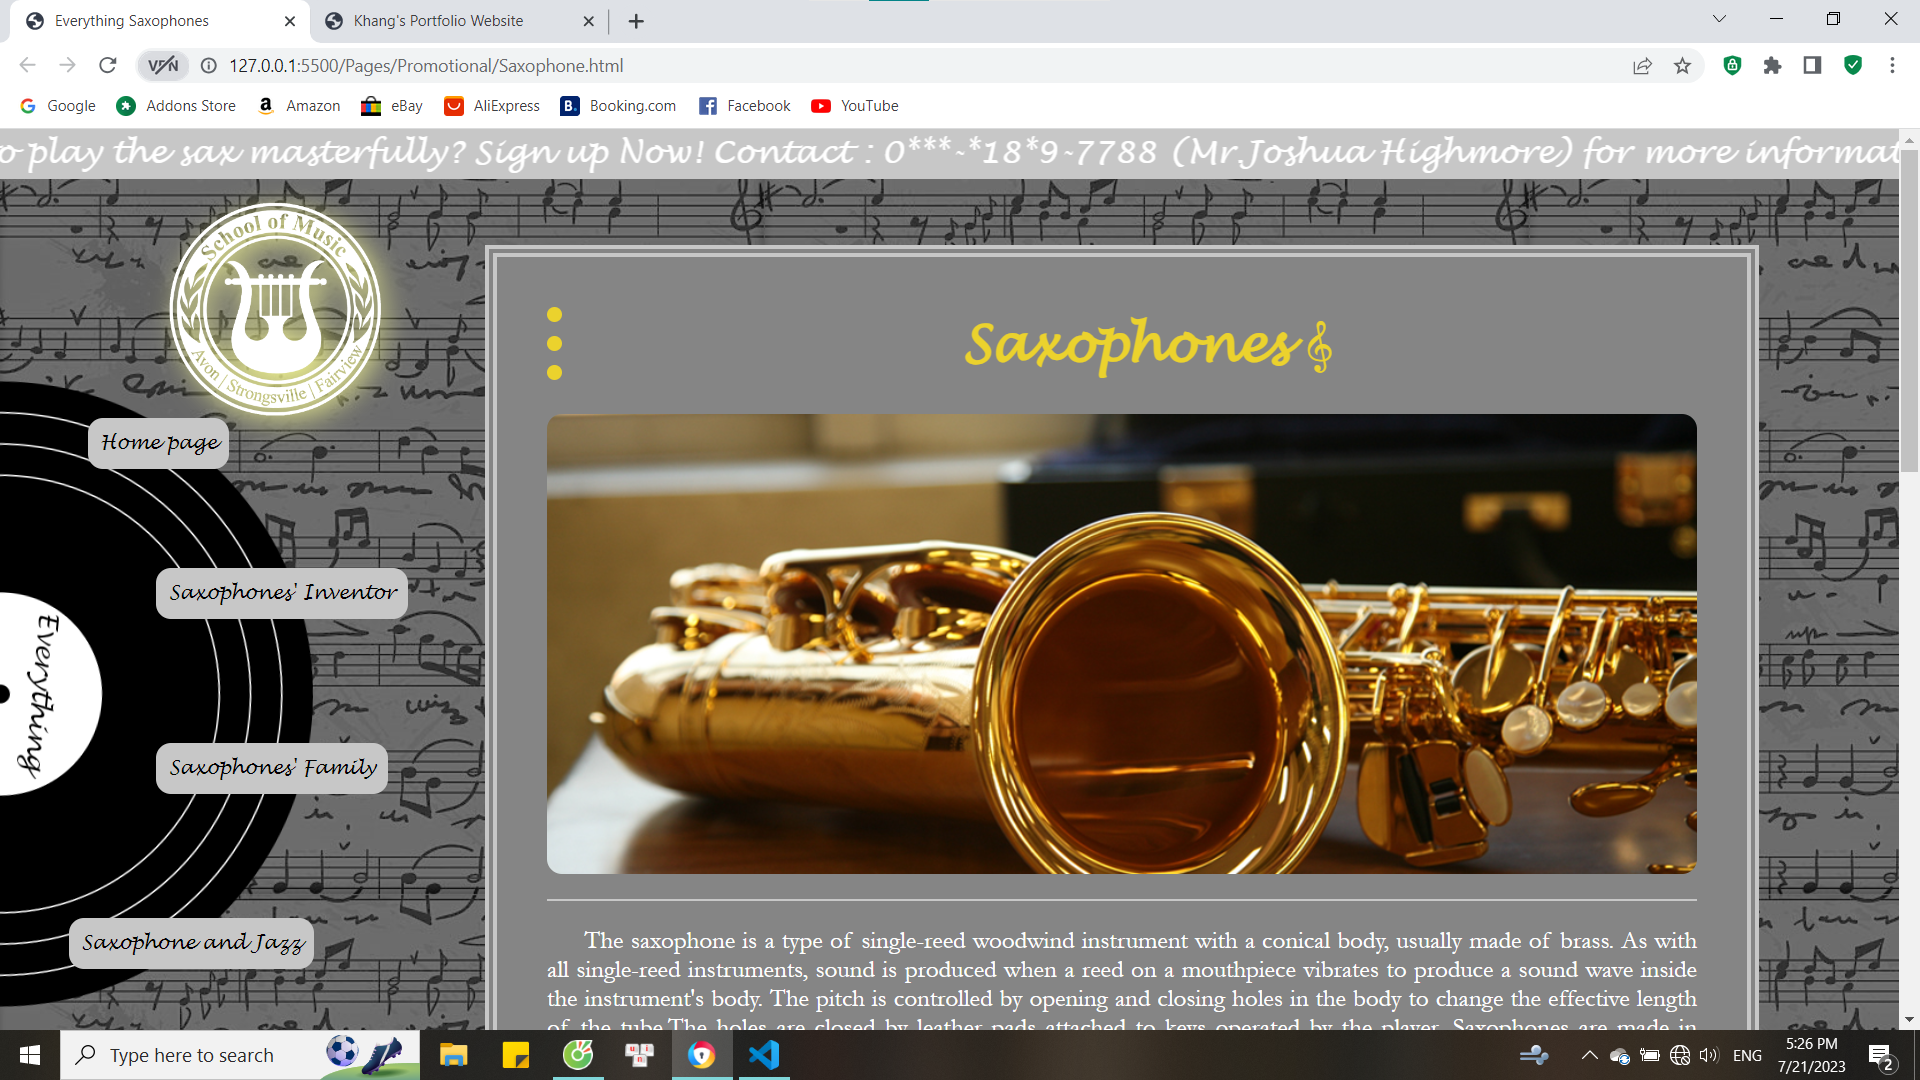 Everything Saxophones
Khang's Portfolio Website
VPN
127.0.0.1:5500/Pages/Promotional/Saxophone.html
Google
Addons Store
Amazon
eBay
AliExpress
Booking.com
Facebook
YouTube
o play the sax masterfully? Sign up Now! Contact : 0***-*18*9-7788 (Mr.Joshua Highmore) for more informat
School of Music
Avon | Strongsville | Fairview
Home page
Saxophones' Inventor
Everything
Saxophones' Family
Saxophone and Jazz
Saxophones
The saxophone is a type of single-reed woodwind instrument with a conical body, usually made of brass. As with
all single-reed instruments, sound is produced when a reed on a mouthpiece vibrates to produce a sound wave inside
the instrument's body. The pitch is controlled by opening and closing holes in the body to change the effective length
of the tube.The holes are closed by leather pads attached to keys operated by the player. Saxophones are made in
Type here to search
ENG
5:26 PM
7/21/2023
2